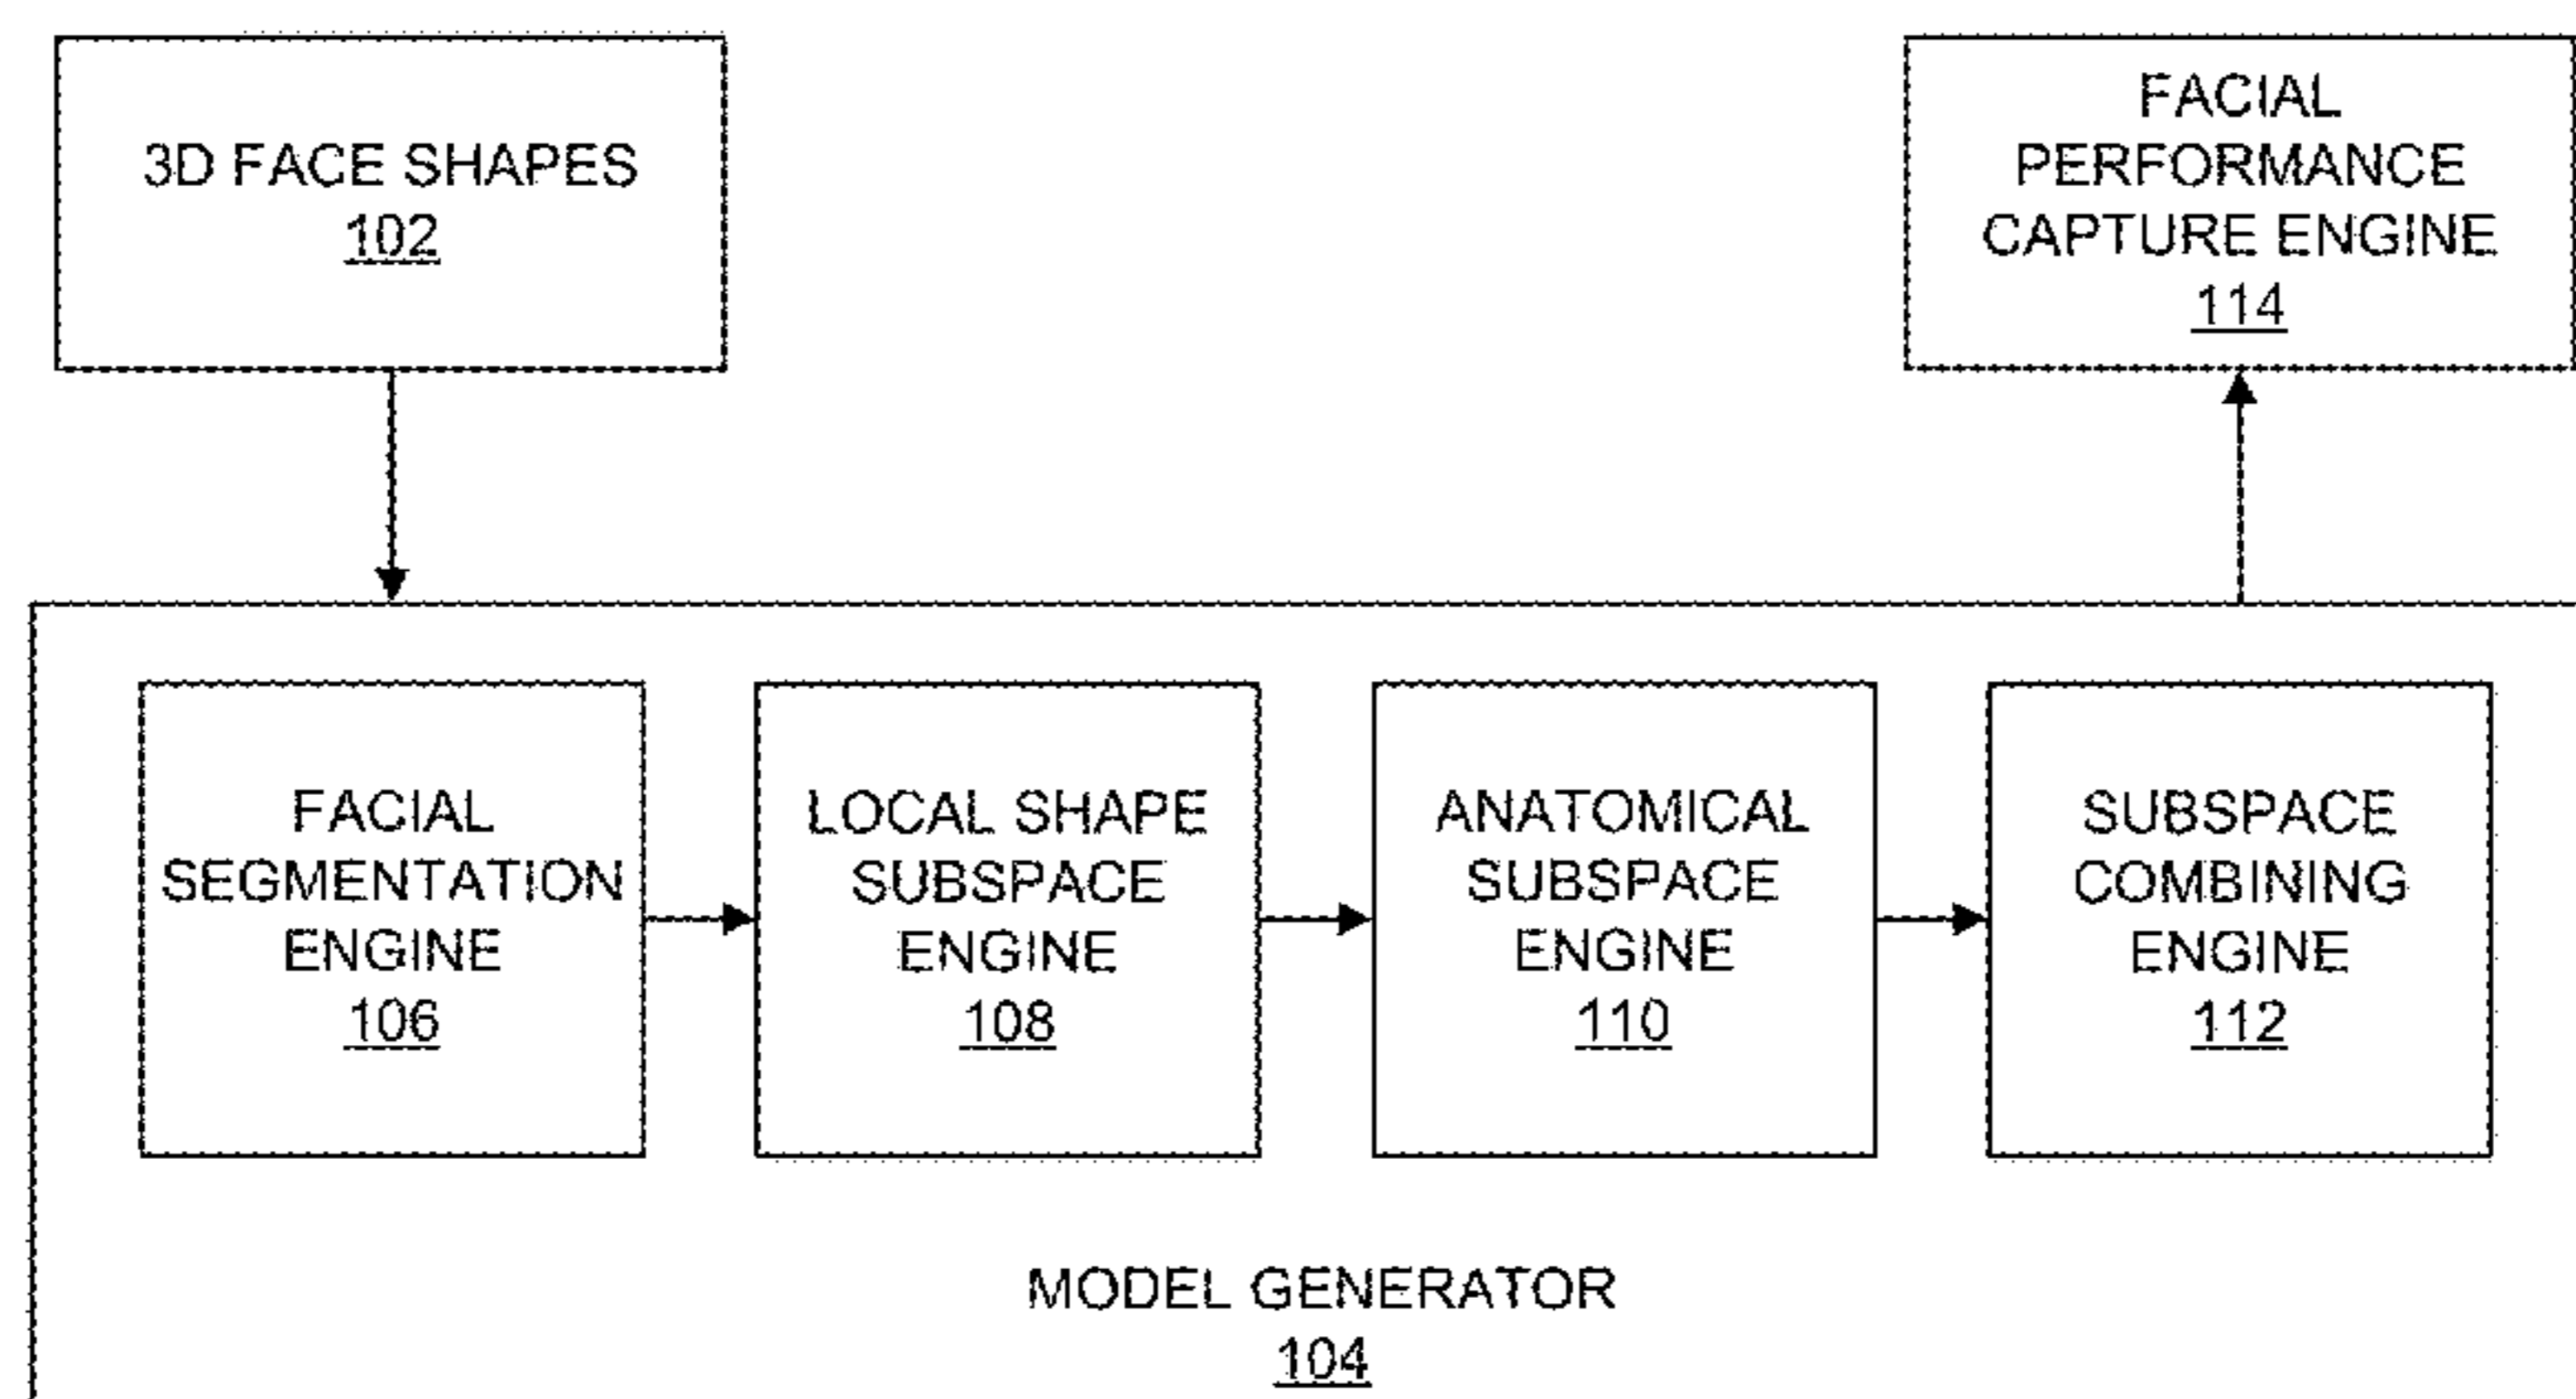 3D FACE SHAPES
102
FACIAL
PERFORMANCE
CAPTURE ENGINE
114
FACIAL
SEGMENTATION
ENGINE
106
LOCAL SHAPE
SUBSPACE
ENGINE
108
ANATOMICAL
SUBSPACE
ENGINE
110
SUBSPACE
COMBINING
ENGINE
112
MODEL GENERATOR
104